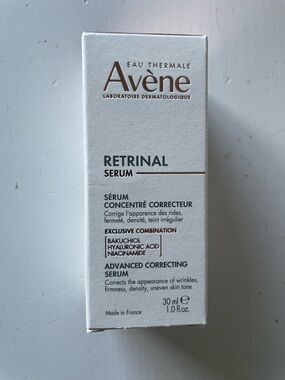 EAU THERMALE
Avène
LABORATOIRE DERMATOLOGIQUE
RETRINAL
SERUM
SÉRUM
CONCENTRÉ CORRECTEUR
Corrige l'apparence des rides,
fermeté, densité, teint irrégulier
EXCLUSIVE COMBINATION
BAKUCHIOL
HYALURONIC ACID
NIACINAMIDE
ADVANCED CORRECTING
SERUM
Corrects the appearance of wrinkles,
firmness, density, uneven skin tone
30 ml e
Made in France 1.0 fl.oz.